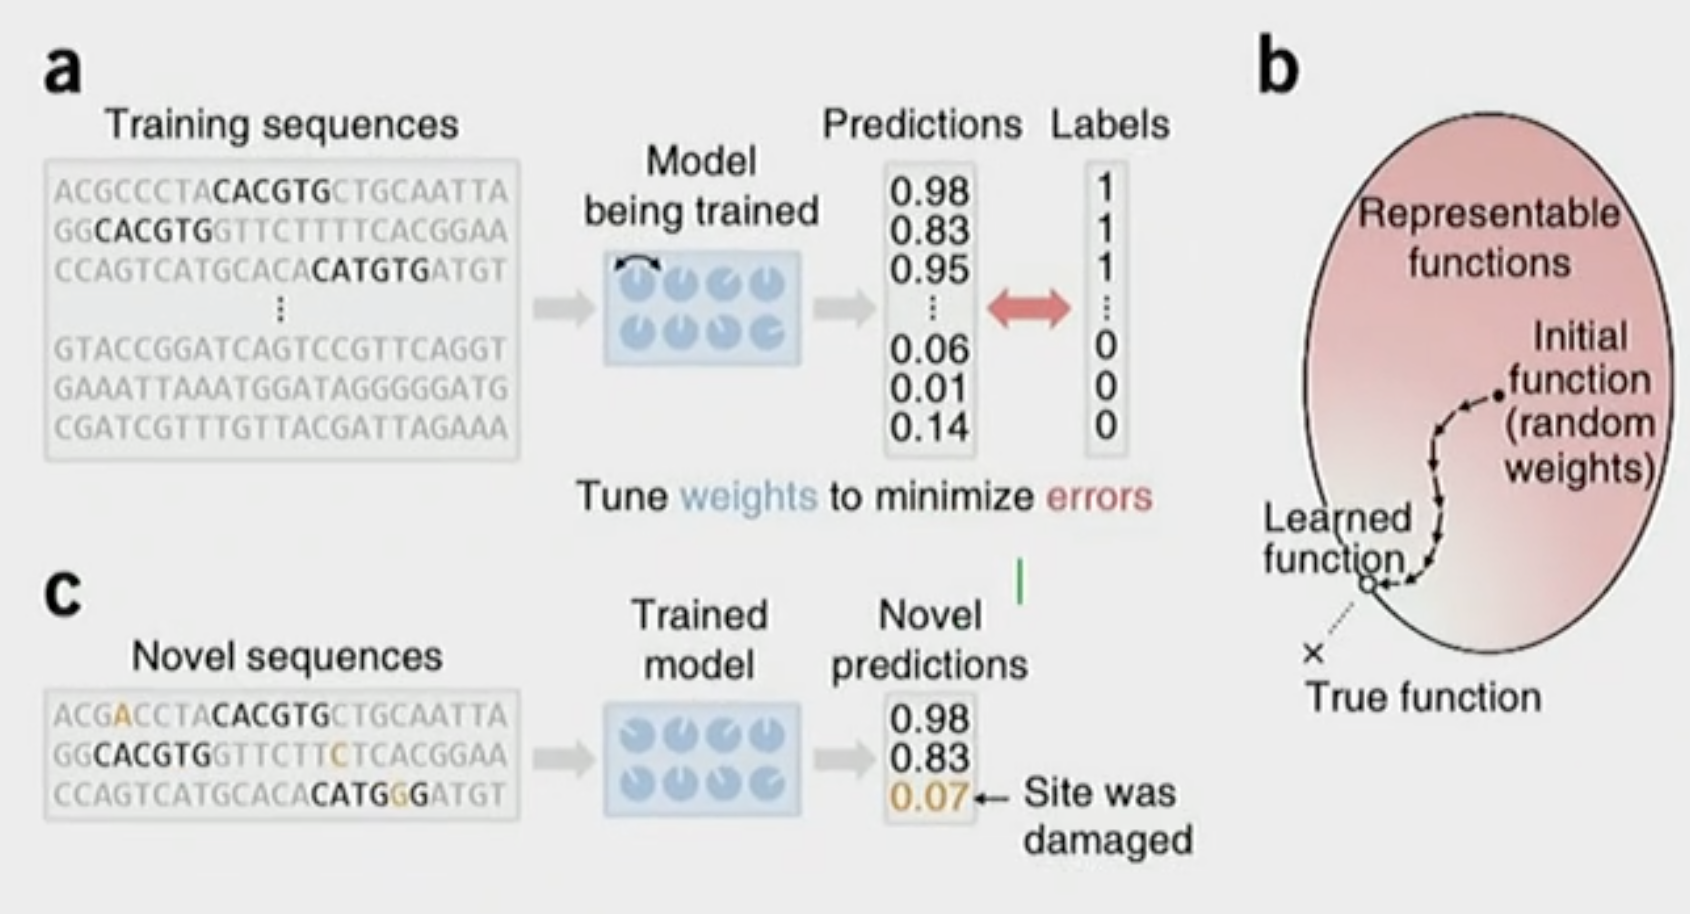 a
Training sequences
ACGCCCTACACGTGCTGCAATTA
GGCACGTGGTTCTTTTCACGGAA
CCAGTCATGCACACATGTGATGT
⋮
GTACCGGATCAGTCCGTTCAGGT
GAAATTAAATGGATAGGGGGATG
CGATCGTTTGTTACGATTAGAAA
Model
being trained
Predictions
0.98
0.83
0.95
⋮
0.06
0.01
0.14
Labels
1
1
1
⋮
0
0
0
Tune weights to minimize errors
b
Representable
functions
Initial
function
(random
weights)
Learned
function
True function
c
Novel sequences
ACGACCTACACGTGCTGCAATTA
GGCACGTGGTTCTTCTCACGGAA
CCAGTCATGCACACATGGGATGT
Trained
model
Novel
predictions
0.98
0.83
0.07
Site was
damaged